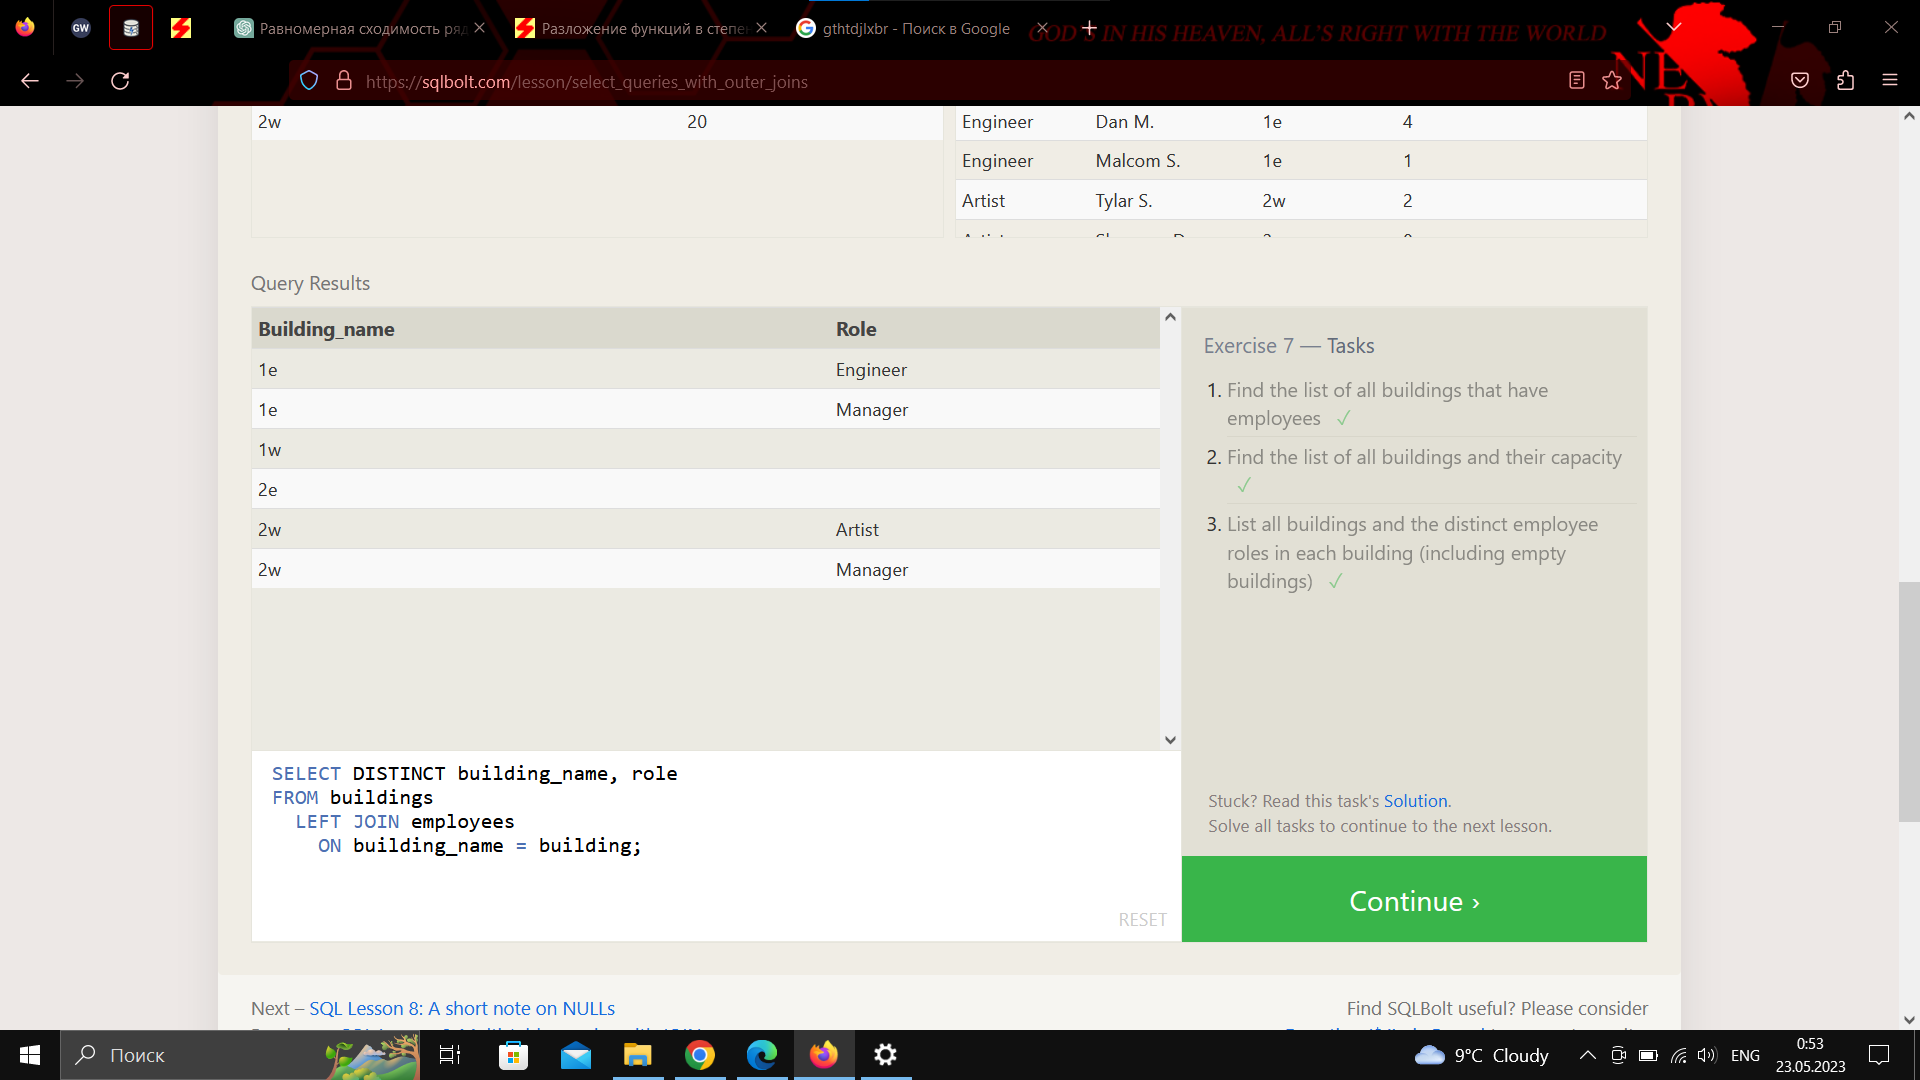 GW
Равномерная сходимость ряд
Разложение функций в степен
gthtdjlxbr - Поиск в Google
GOD'S IN HIS HEAVEN, ALL'S RIGHT WITH THE WORLD
https://sqlbolt.com/lesson/select_queries_with_outer_joins
NE
2w 20
Engineer Dan M. 1e 4
Engineer Malcom S. 1e 1
Artist Tylar S. 2w 2
Query Results
Building_name Role
1e Engineer
1e Manager
1w
2e
2w Artist
2w Manager
Exercise 7 — Tasks
1. Find the list of all buildings that have
employees ✓
2. Find the list of all buildings and their capacity
✓
3. List all buildings and the distinct employee
roles in each building (including empty
buildings) ✓
SELECT DISTINCT building_name, role
FROM buildings
LEFT JOIN employees
ON building_name = building;
RESET
Stuck? Read this task's Solution.
Solve all tasks to continue to the next lesson.
Continue ›
Next – SQL Lesson 8: A short note on NULLs
Find SQLBolt useful? Please consider
Поиск
9°C Cloudy
ENG
0:53
23.05.2023